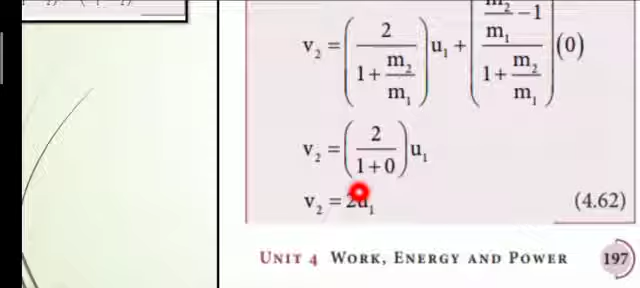 v₂ = (2 / (1 + m₂/m₁)) u₁ + ((m₂/m₁ − 1) / (1 + m₂/m₁)) (0)
v₂ = (2 / (1+0)) u₁
v₂ = 2u₁ (4.62)
UNIT 4 WORK, ENERGY AND POWER 197